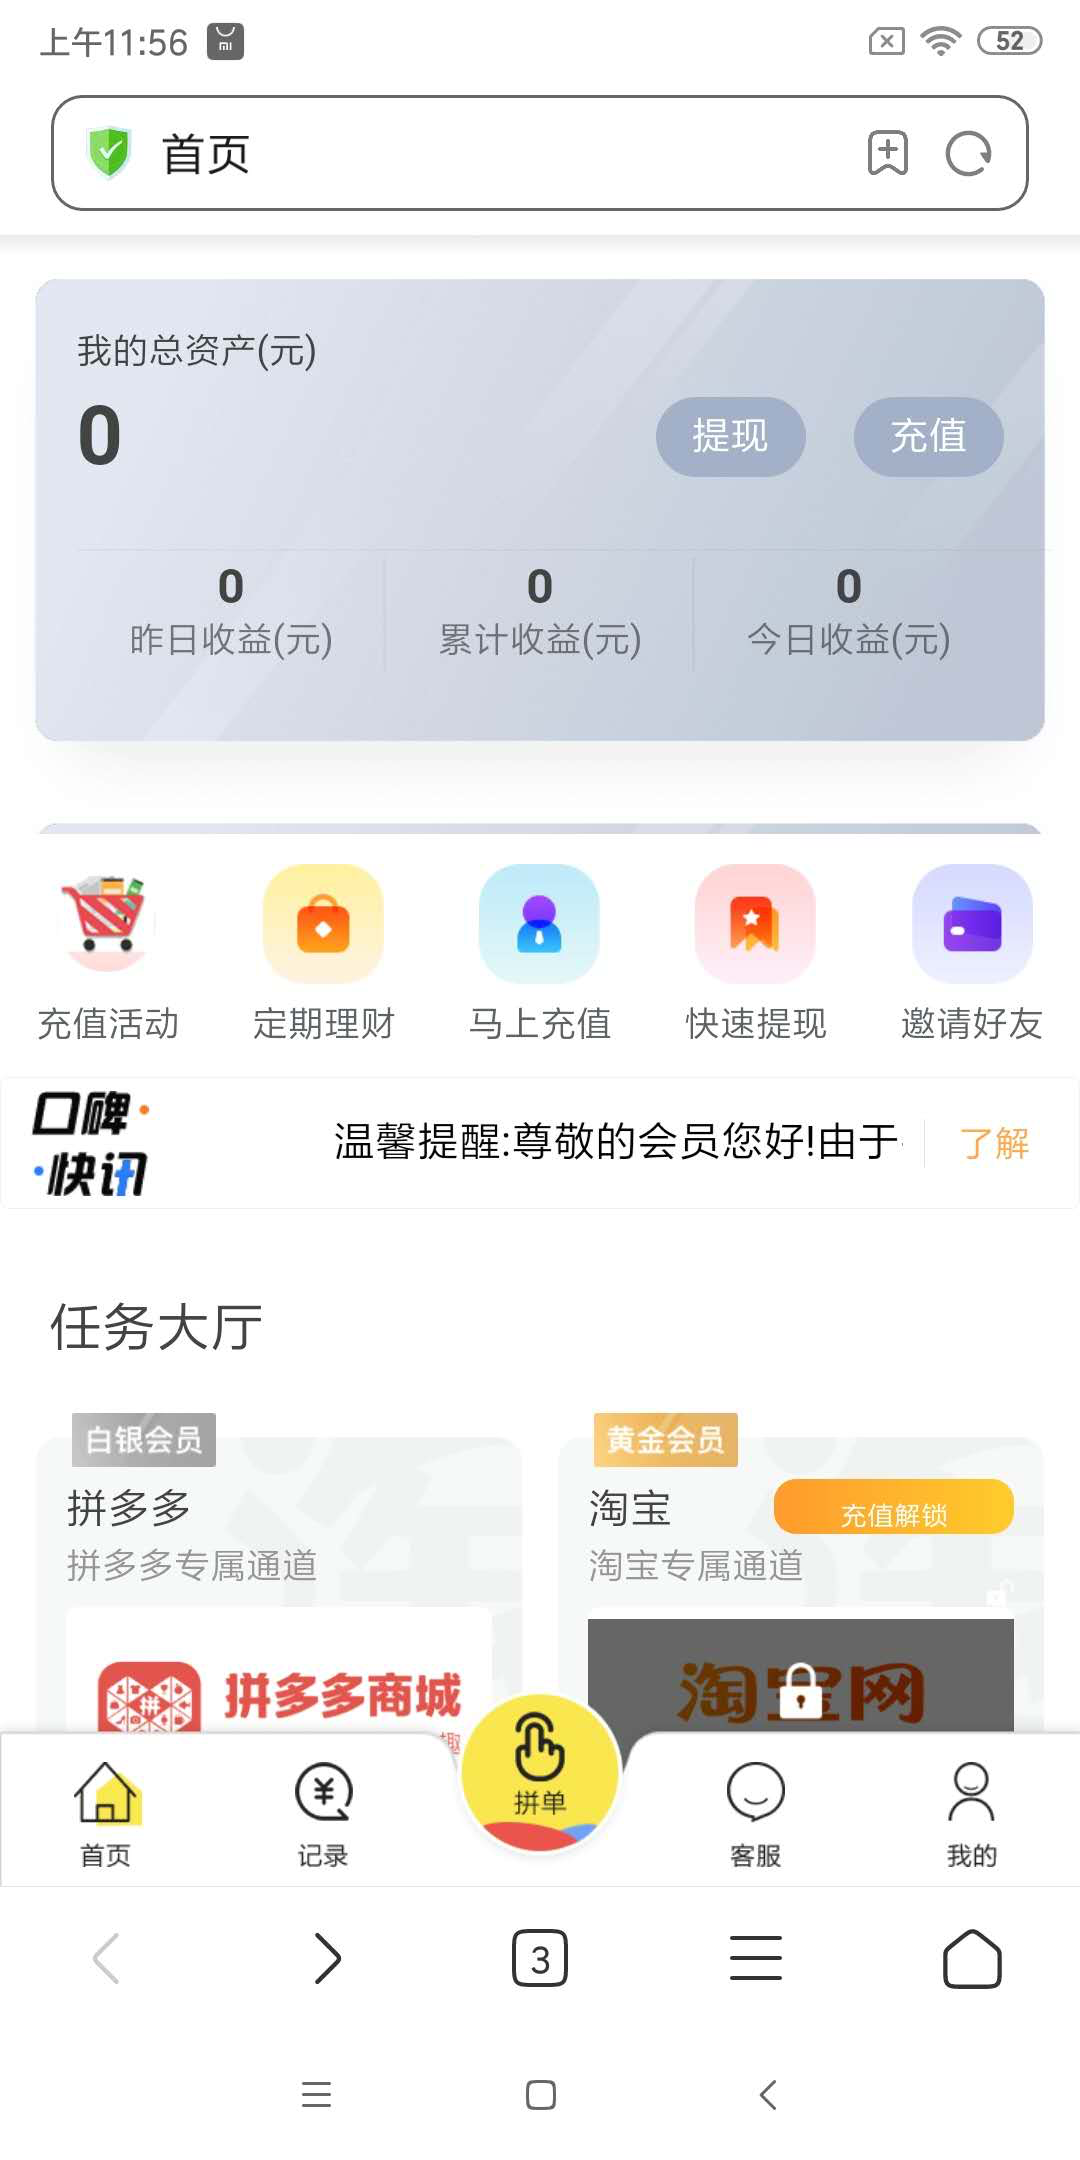 上午11:56
52
首页
我的总资产(元)
0
提现
充值
0
0
0
昨日收益(元)
累计收益(元)
今日收益(元)
充值活动
定期理财
马上充值
快速提现
邀请好友
口碑
快讯
温馨提醒:尊敬的会员您好!由于
了解
任务大厅
白银会员
黄金会员
拼多多
淘宝
充值解锁
拼多多专属通道
淘宝专属通道
拼多多商城
淘宝网
拼单
首页
记录
客服
我的
3